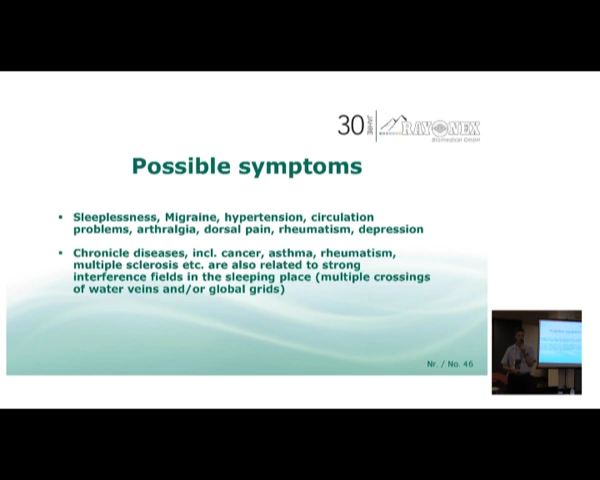 30
RAYONEX
Biomedical GmbH
Possible symptoms
▪ Sleeplessness, Migraine, hypertension, circulation
problems, arthralgia, dorsal pain, rheumatism, depression
▪ Chronicle diseases, incl. cancer, asthma, rheumatism,
multiple sclerosis etc. are also related to strong
interference fields in the sleeping place (multiple crossings
of water veins and/or global grids)
Nr. / No. 46